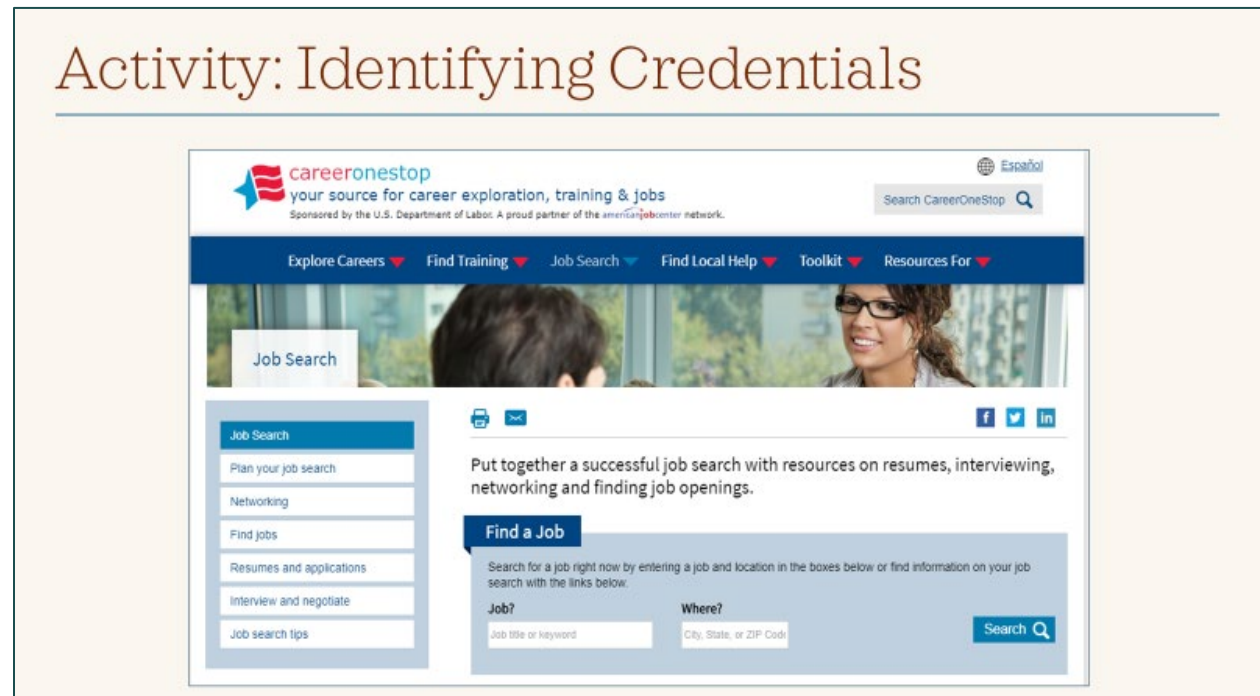 Activity: Identifying Credentials
careeronestop
your source for career exploration, training & jobs
Sponsored by the U.S. Department of Labor. A proud partner of the americanjobcenter network.
Español
Search CareerOneStop
Explore Careers Find Training Job Search Find Local Help Toolkit Resources For
Job Search
Job Search
Plan your job search
Networking
Find jobs
Resumes and applications
Interview and negotiate
Job search tips
f in
Put together a successful job search with resources on resumes, interviewing,
networking and finding job openings.
Find a Job
Search for a job right now by entering a job and location in the boxes below or find information on your job
search with the links below.
Job? Where?
Job title or keyword City, State, or ZIP Code
Search